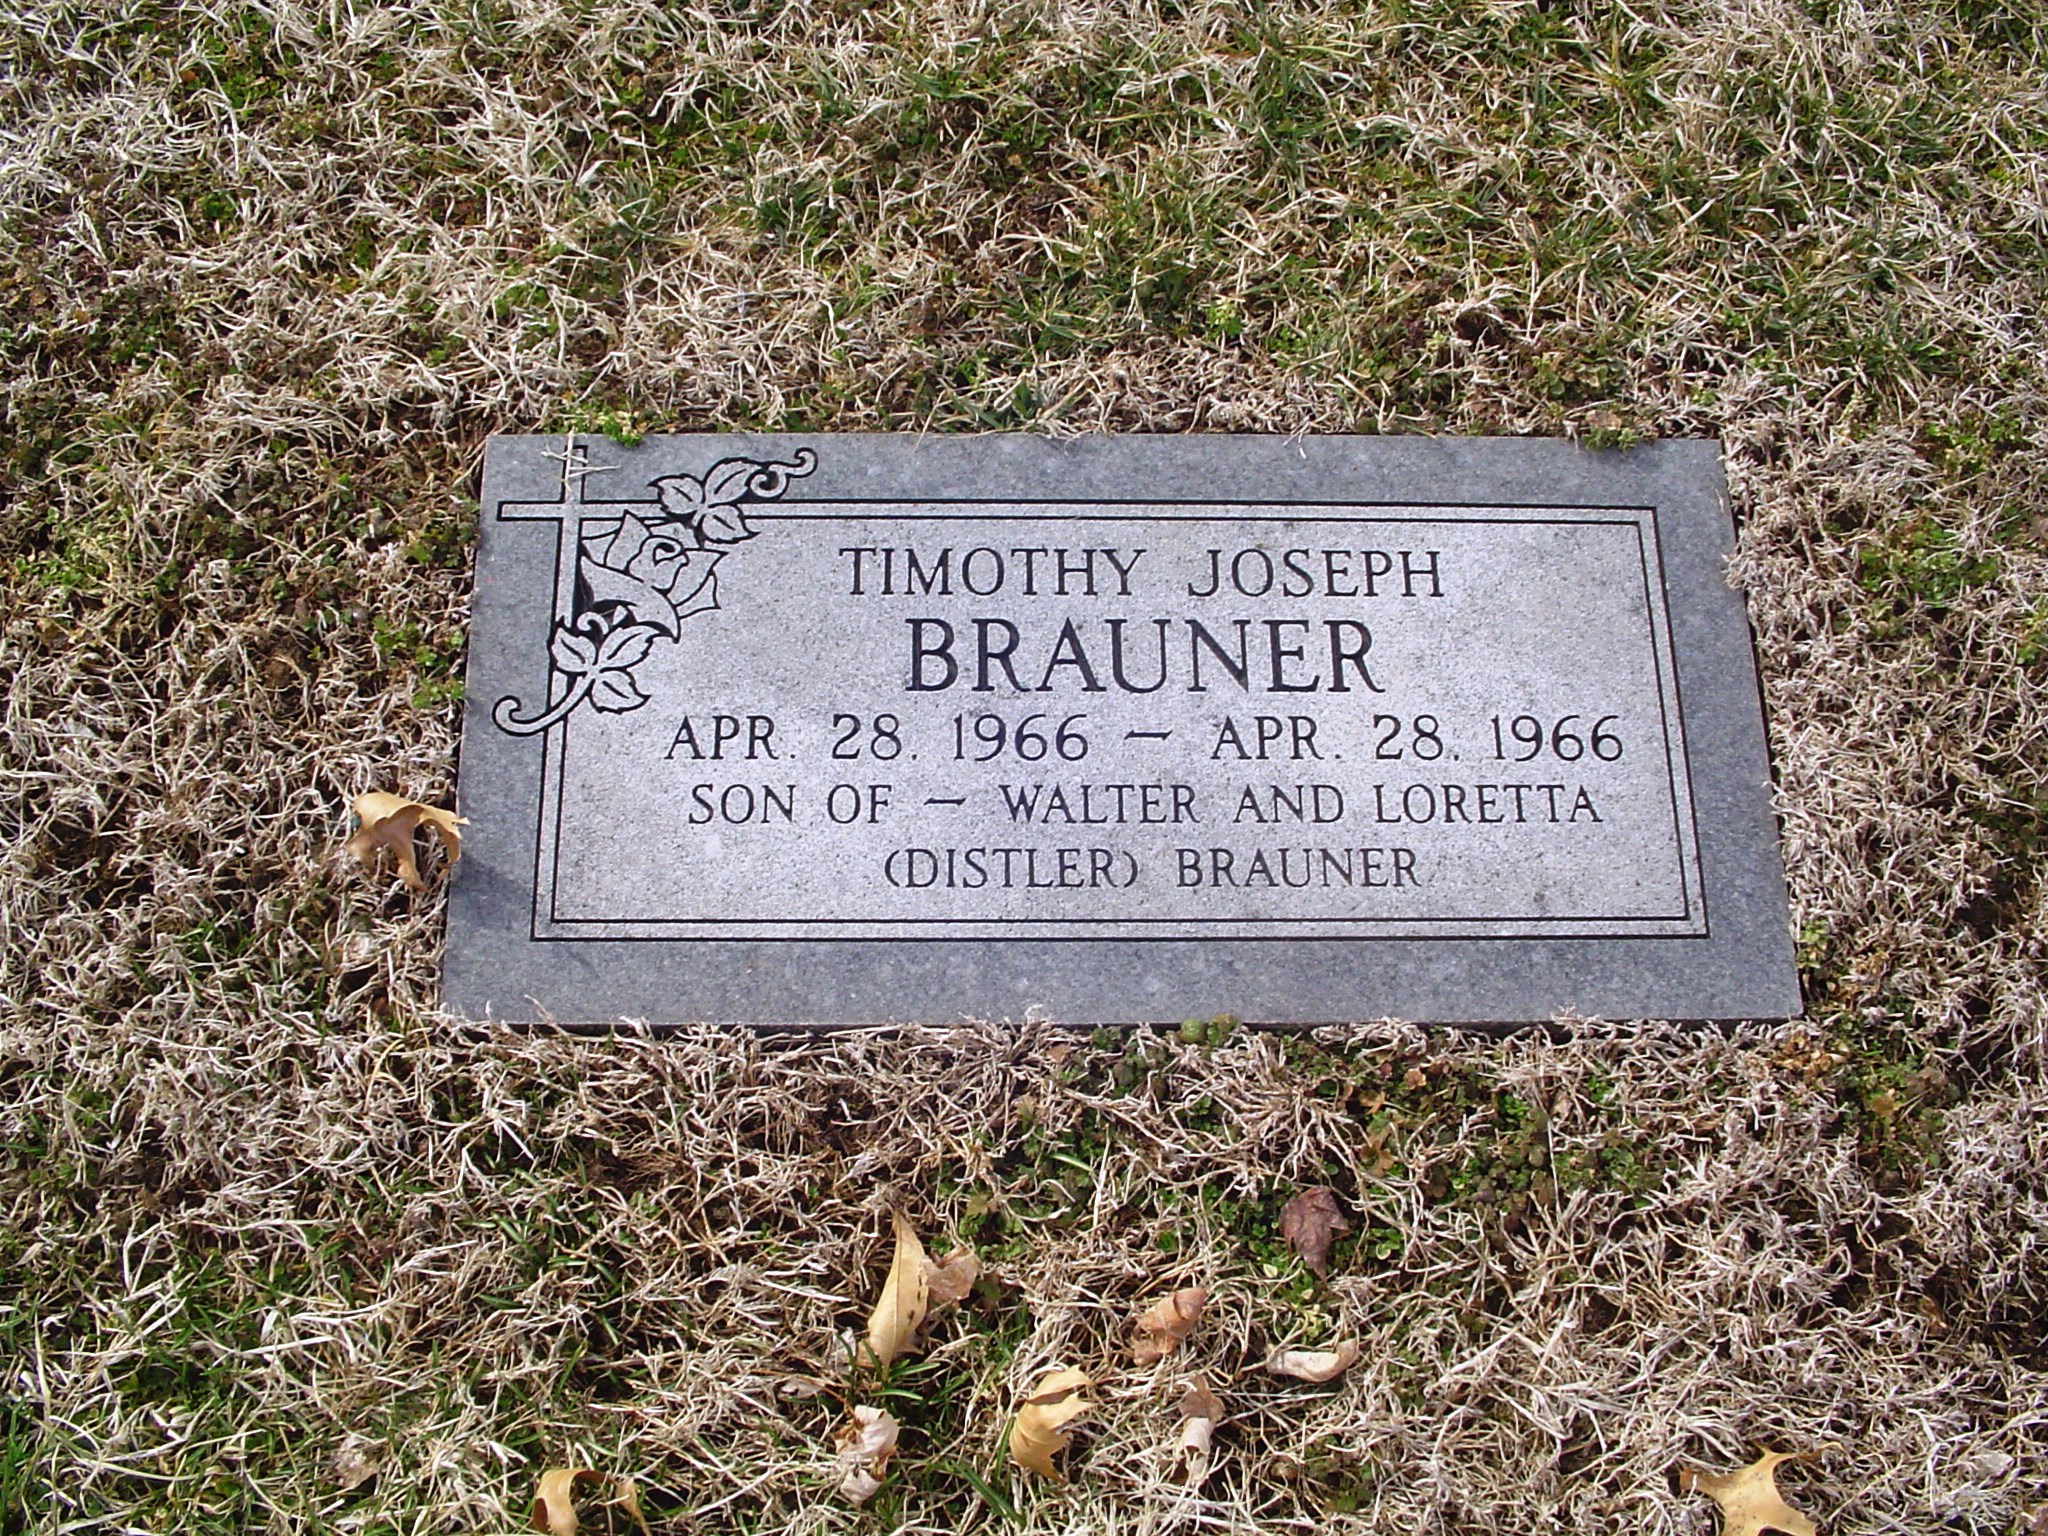 TIMOTHY JOSEPH
BRAUNER
APR. 28, 1966 – APR. 28, 1966
SON OF – WALTER AND LORETTA
(DISTLER) BRAUNER